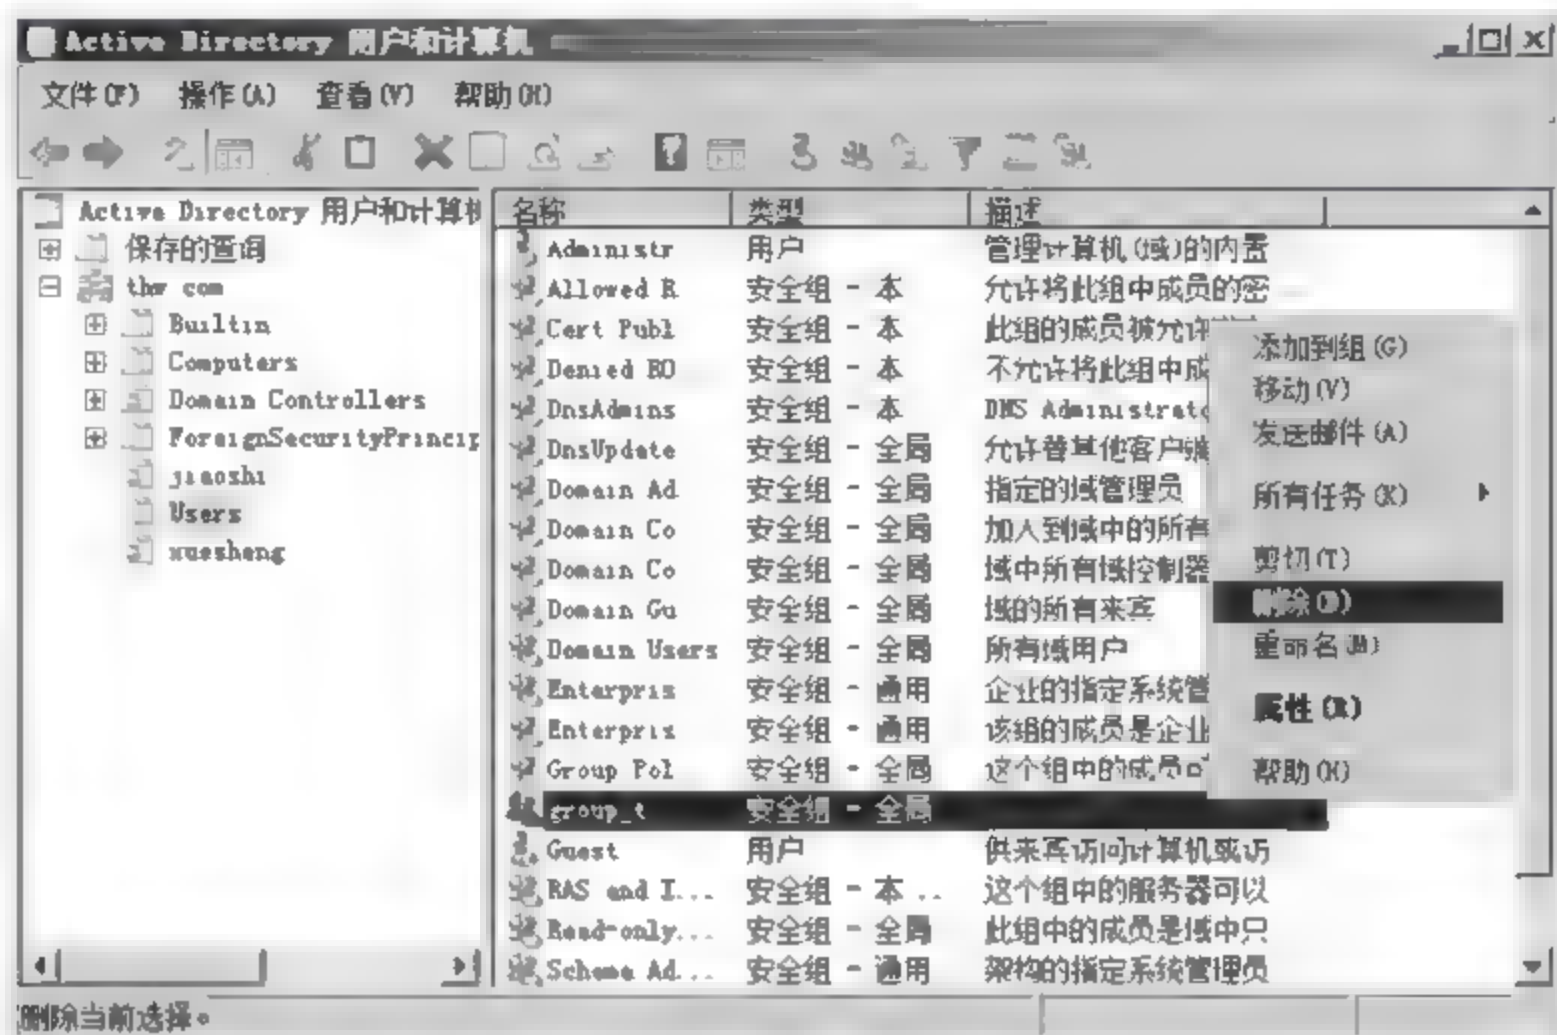 Active Directory 用户和计算机
文件(F) 操作(A) 查看(V) 帮助(H)
Active Directory 用户和计算机
保存的查询
thw com
Builtin
Computers
Domain Controllers
ForeignSecurityPrincip
jiaoshi
Users
xuesheng
名称 类型 描述
Administr 用户 管理计算机(域)的内置
Allowed R 安全组 - 本 允许将此组中成员的密
Cert Publ 安全组 - 本 此组的成员被允许
Denied RO 安全组 - 本 不允许将此组中成
DnsAdmins 安全组 - 本 DNS Administrato
DnsUpdate 安全组 - 全局 允许替其他客户端
Domain Ad 安全组 - 全局 指定的域管理员
Domain Co 安全组 - 全局 加入到域中的所有
Domain Co 安全组 - 全局 域中所有域控制器
Domain Gu 安全组 - 全局 域的所有来宾
Domain Users 安全组 - 全局 所有域用户
Enterpris 安全组 - 通用 企业的指定系统管
Enterpris 安全组 - 通用 该组的成员是企业
Group Pol 安全组 - 全局 这个组中的成员可
group_t 安全组 - 全局
Guest 用户 供来宾访问计算机或访
RAS and I... 安全组 - 本 ... 这个组中的服务器可以
Read-only... 安全组 - 全局 此组中的成员是域中只
Schema Ad... 安全组 - 通用 架构的指定系统管理员
添加到组(G)
移动(V)
发送邮件(A)
所有任务(K)
剪切(T)
删除(D)
重命名(M)
属性(R)
帮助(H)
删除当前选择。